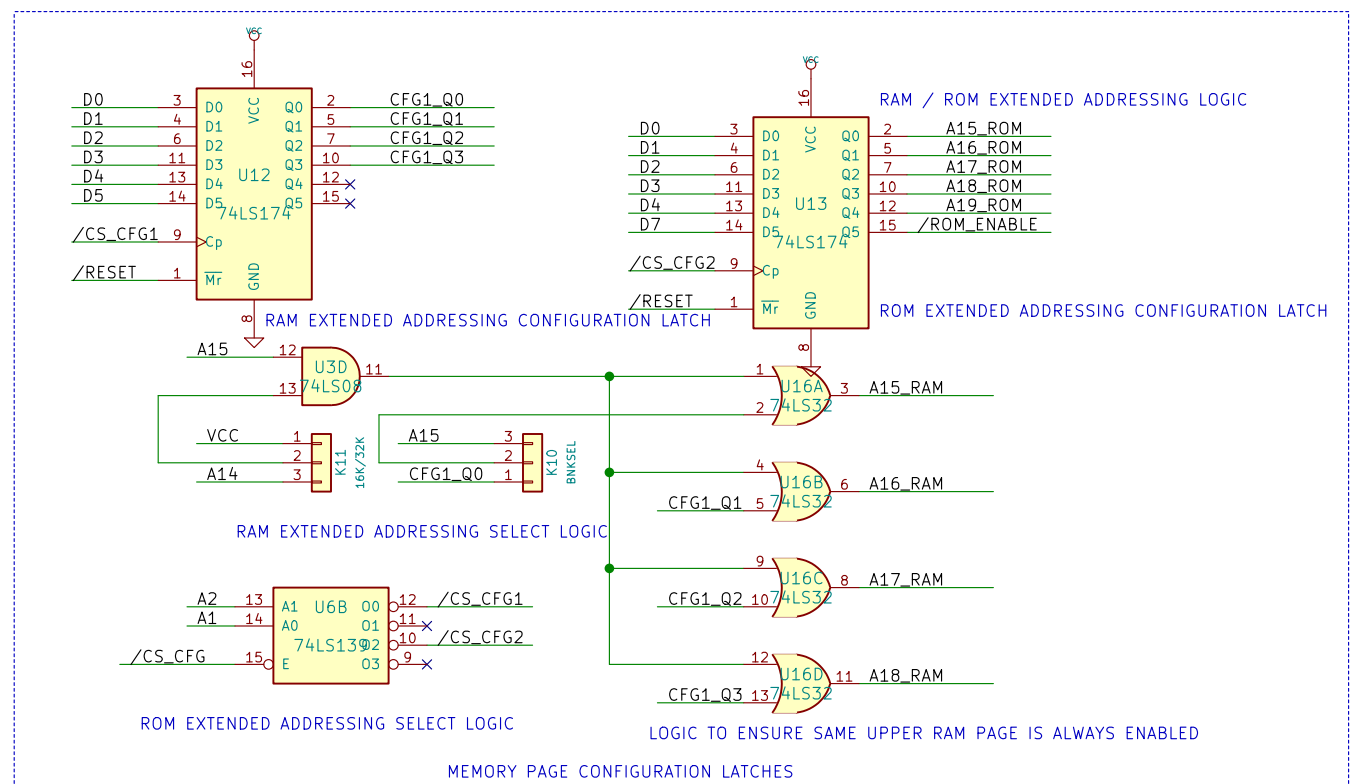 VCC
16
D0 3 D0 VCC Q0 2 CFG1_Q0
D1 4 D1 Q1 5 CFG1_Q1
D2 6 D2 Q2 7 CFG1_Q2
D3 11 D3 Q3 10 CFG1_Q3
D4 13 D4 U12 Q4 12
D5 14 D5 74LS174 Q5 15
/CS_CFG1 9 Cp
/RESET 1 Mr GND
8
RAM EXTENDED ADDRESSING CONFIGURATION LATCH
VCC
16
RAM / ROM EXTENDED ADDRESSING LOGIC
D0 3 D0 VCC Q0 2 A15_ROM
D1 4 D1 Q1 5 A16_ROM
D2 6 D2 Q2 7 A17_ROM
D3 11 D3 Q3 10 A18_ROM
D4 13 D4 U13 Q4 12 A19_ROM
D7 14 D5 74LS174 Q5 15 /ROM_ENABLE
/CS_CFG2 9 Cp
/RESET 1 Mr GND
8
ROM EXTENDED ADDRESSING CONFIGURATION LATCH
A15 12 U3D 11
13 74LS08
VCC 1
2 K11 16K/32K
A14 3
A15 3
2 K10 BNKSEL
CFG1_Q0 1
RAM EXTENDED ADDRESSING SELECT LOGIC
1 U16A 3 A15_RAM
2 74LS32
4 U16B 6 A16_RAM
CFG1_Q1 5 74LS32
9 U16C 8 A17_RAM
CFG1_Q2 10 74LS32
12 U16D 11 A18_RAM
CFG1_Q3 13 74LS32
A2 13 A1 U6B O0 12 /CS_CFG1
A1 14 A0 O1 11
74LS139 O2 10 /CS_CFG2
/CS_CFG 15 E O3 9
ROM EXTENDED ADDRESSING SELECT LOGIC
LOGIC TO ENSURE SAME UPPER RAM PAGE IS ALWAYS ENABLED
MEMORY PAGE CONFIGURATION LATCHES